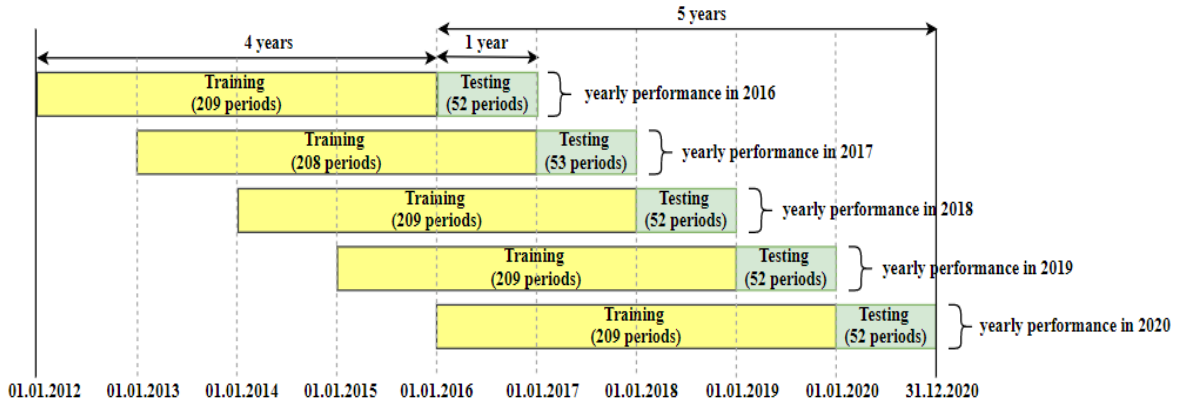 5 years
4 years
1 year
Training
(209 periods)
Testing
(52 periods)
yearly performance in 2016
Training
(208 periods)
Testing
(53 periods)
yearly performance in 2017
Training
(209 periods)
Testing
(52 periods)
yearly performance in 2018
Training
(209 periods)
Testing
(52 periods)
yearly performance in 2019
Training
(209 periods)
Testing
(52 periods)
yearly performance in 2020
01.01.2012 01.01.2013 01.01.2014 01.01.2015 01.01.2016 01.01.2017 01.01.2018 01.01.2019 01.01.2020 31.12.2020